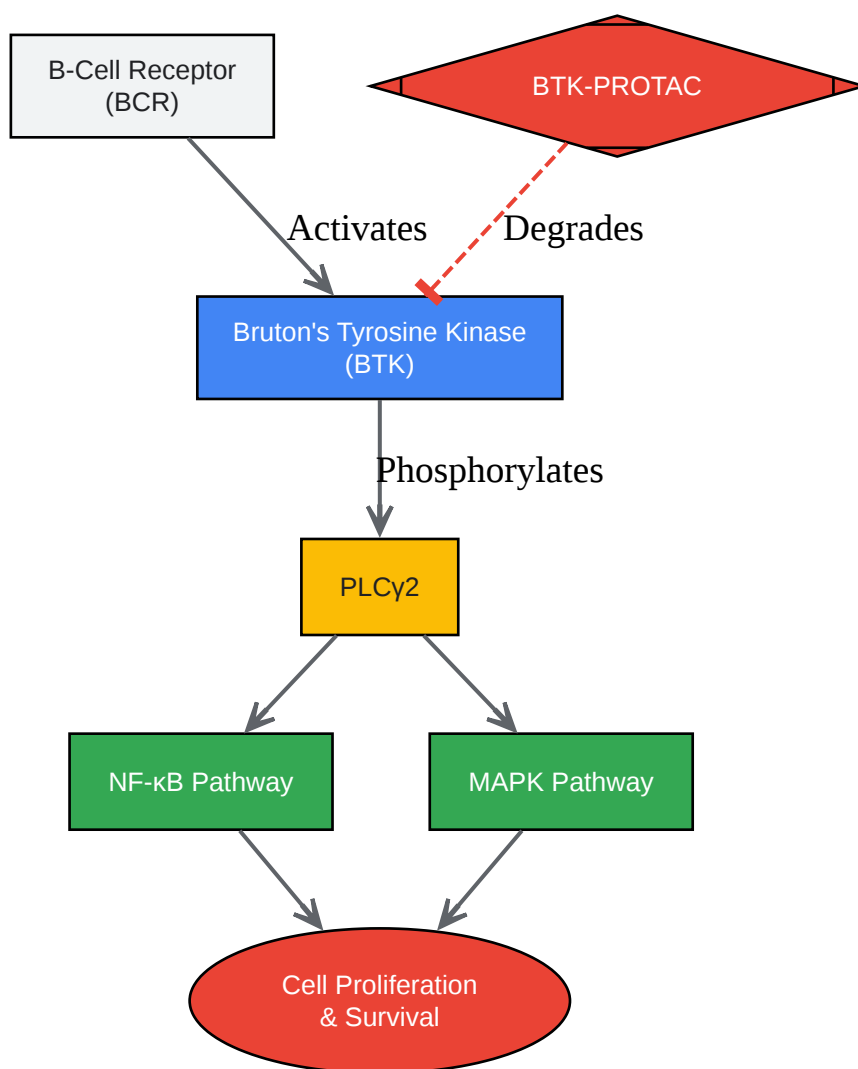 B-Cell Receptor
(BCR)
BTK-PROTAC
Activates
Degrades
Bruton's Tyrosine Kinase
(BTK)
Phosphorylates
PLCγ2
NF-κB Pathway
MAPK Pathway
Cell Proliferation
& Survival